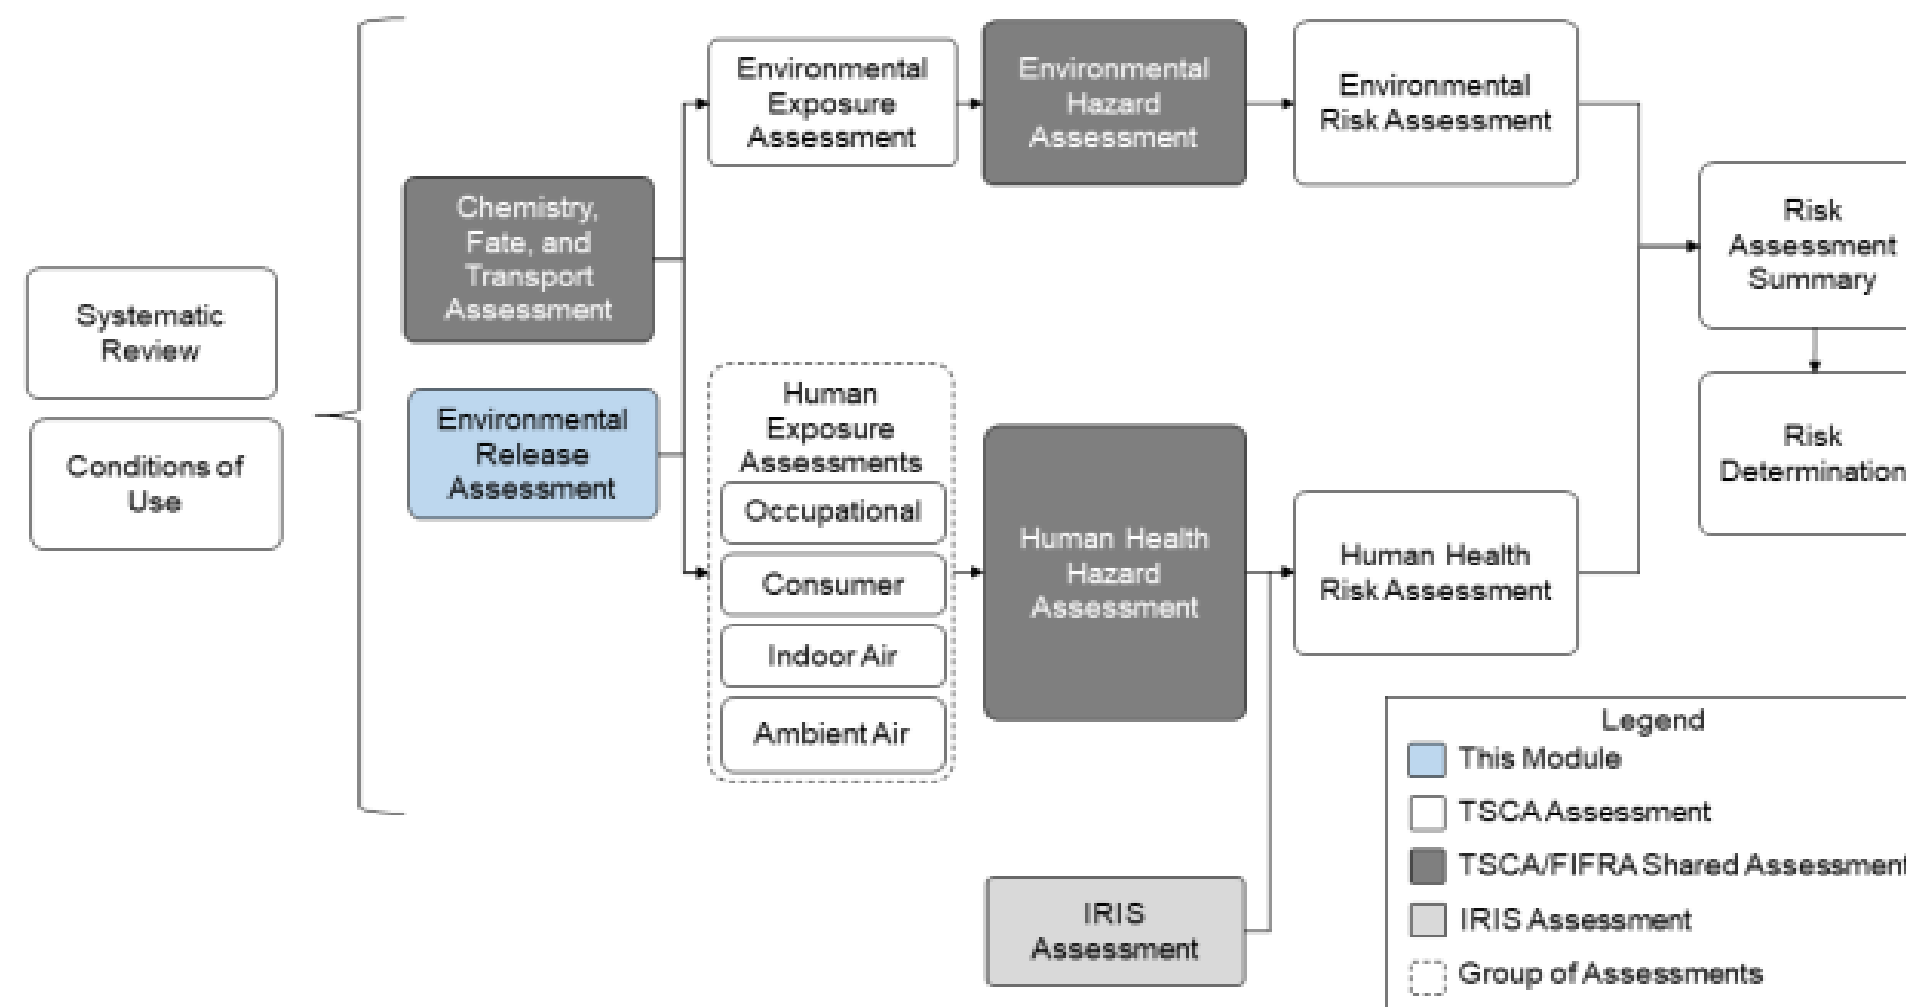 Systematic
Review
Conditions of
Use
Chemistry,
Fate, and
Transport
Assessment
Environmental
Release
Assessment
Environmental
Exposure
Assessment
Human
Exposure
Assessments
Occupational
Consumer
Indoor Air
Ambient Air
Environmental
Hazard
Assessment
Human Health
Hazard
Assessment
IRIS
Assessment
Environmental
Risk Assessment
Human Health
Risk Assessment
Risk
Assessment
Summary
Risk
Determination
Legend
This Module
TSCA Assessment
TSCA/FIFRA Shared Assessment
IRIS Assessment
Group of Assessments